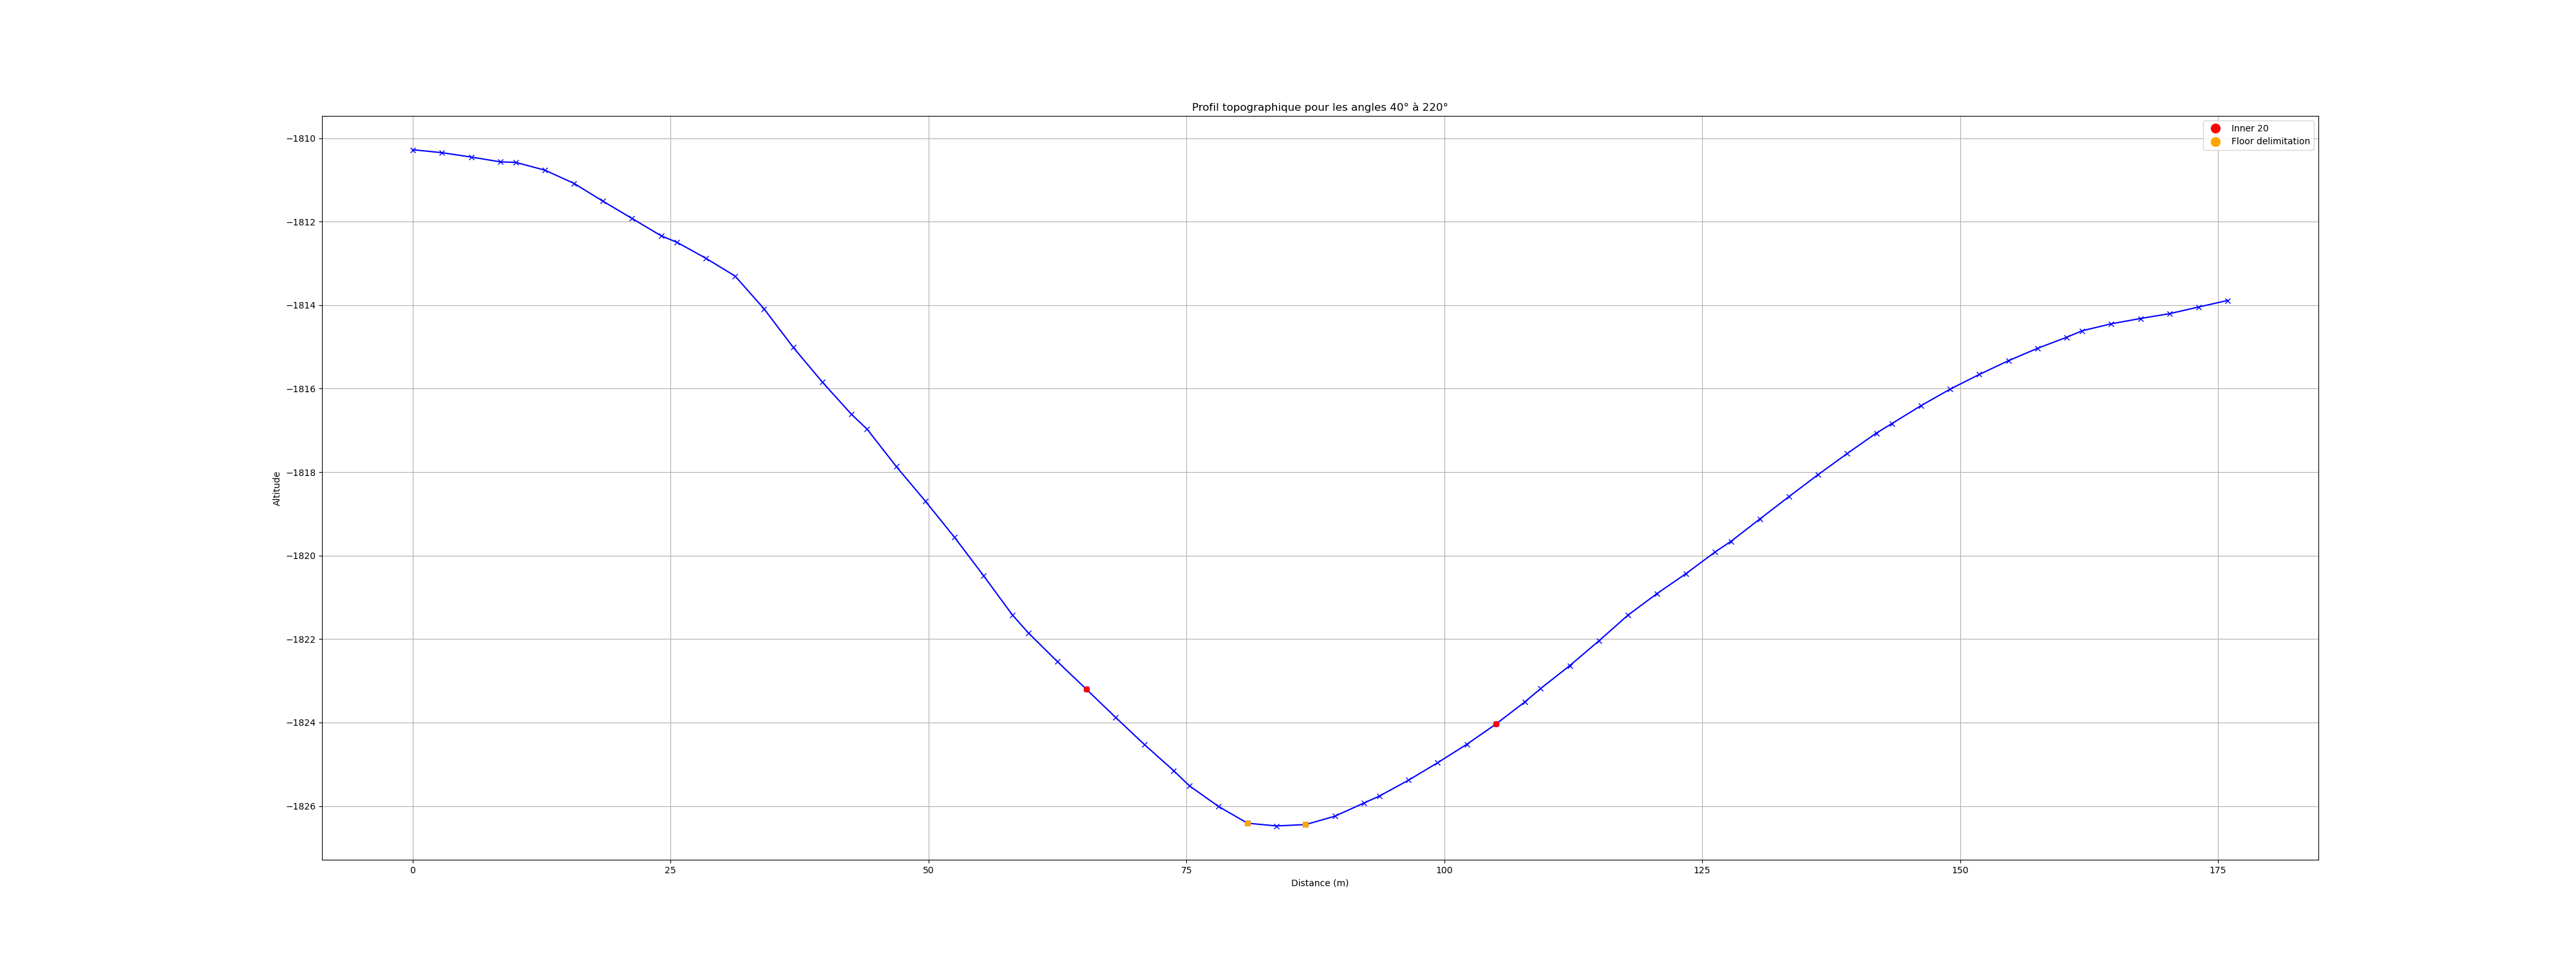 Profil topographique pour les angles 40° à 220°
Inner 20
Floor delimitation
−1810
−1812
−1814
−1816
−1818
−1820
−1822
−1824
−1826
Altitude
0 25 50 75 100 125 150 175
Distance (m)